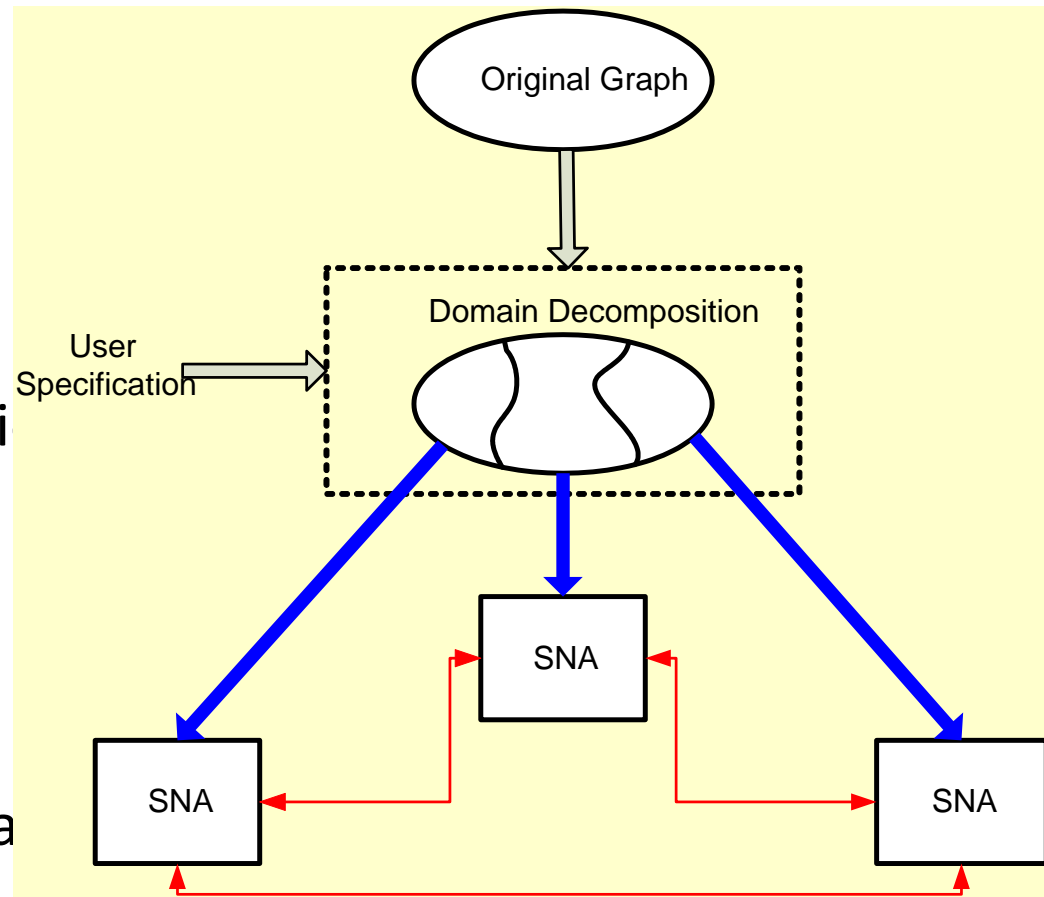 Original Graph
Domain Decomposition
User
Specification
i
SNA
SNA
SNA
a